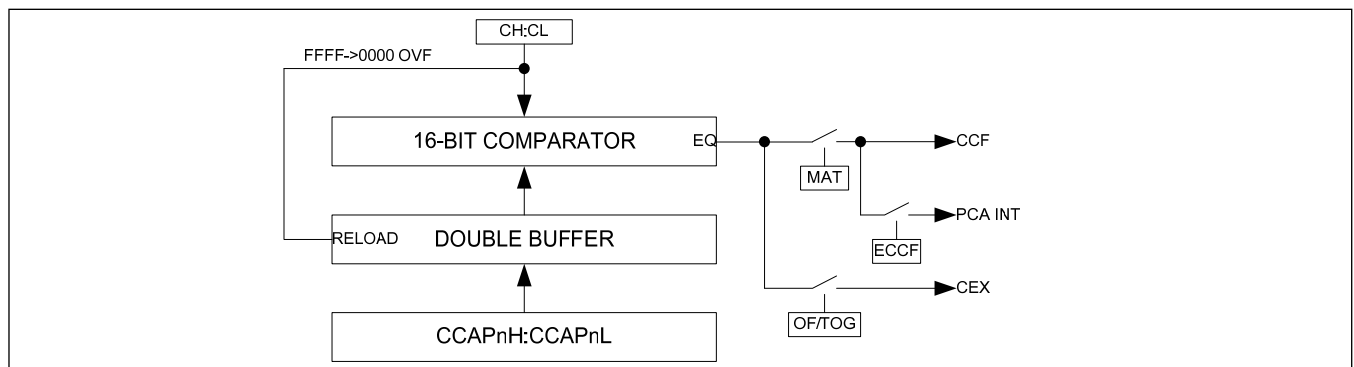 CH:CL
FFFF->0000 OVF
16-BIT COMPARATOR
EQ
CCF
MAT
PCA INT
RELOAD
DOUBLE BUFFER
ECCF
CEX
OF/TOG
CCAPnH:CCAPnL